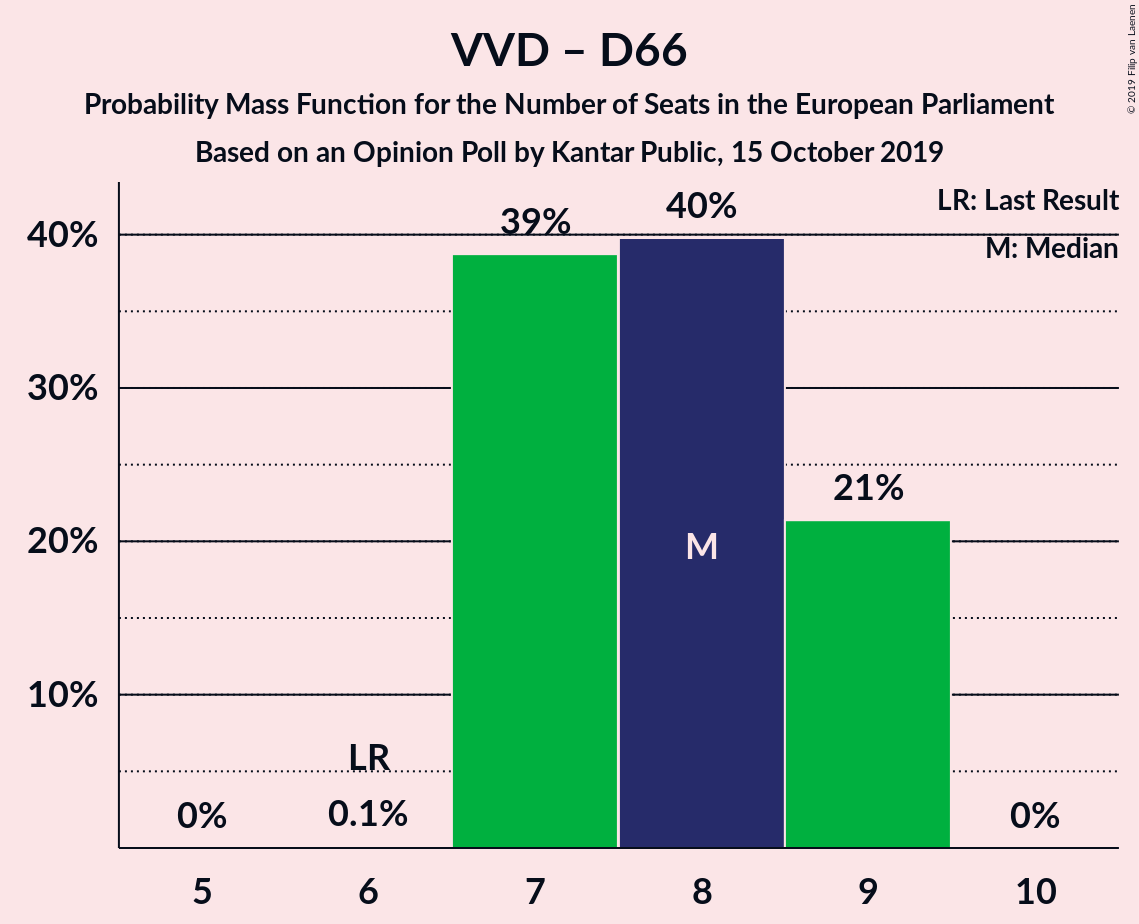 VVD – D66
Probability Mass Function for the Number of Seats in the European Parliament
Based on an Opinion Poll by Kantar Public, 15 October 2019
© 2019 Filip van Laenen
LR: Last Result
M: Median
40%
30%
20%
10%
0%
LR
0.1%
39%
40%
M
21%
0%
5 6 7 8 9 10